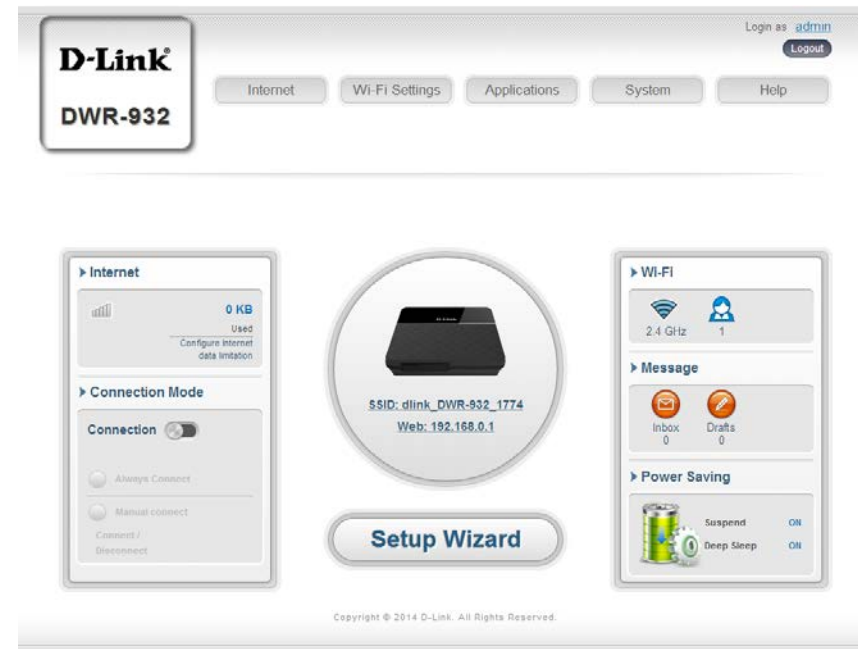 Login as admin
Logout
D-Link
DWR-932
Internet
Wi-Fi Settings
Applications
System
Help
Internet
0 KB
Used
Configure Internet
data limitation
Connection Mode
Connection
Always Connect
Manual connect
Connect /
Disconnect
D-Link
SSID: dlink_DWR-932_1774
Web: 192.168.0.1
Setup Wizard
WI-FI
2.4 GHz
1
Message
Inbox
0
Drafts
0
Power Saving
Suspend ON
Deep Sleep ON
Copyright © 2014 D-Link. All Rights Reserved.